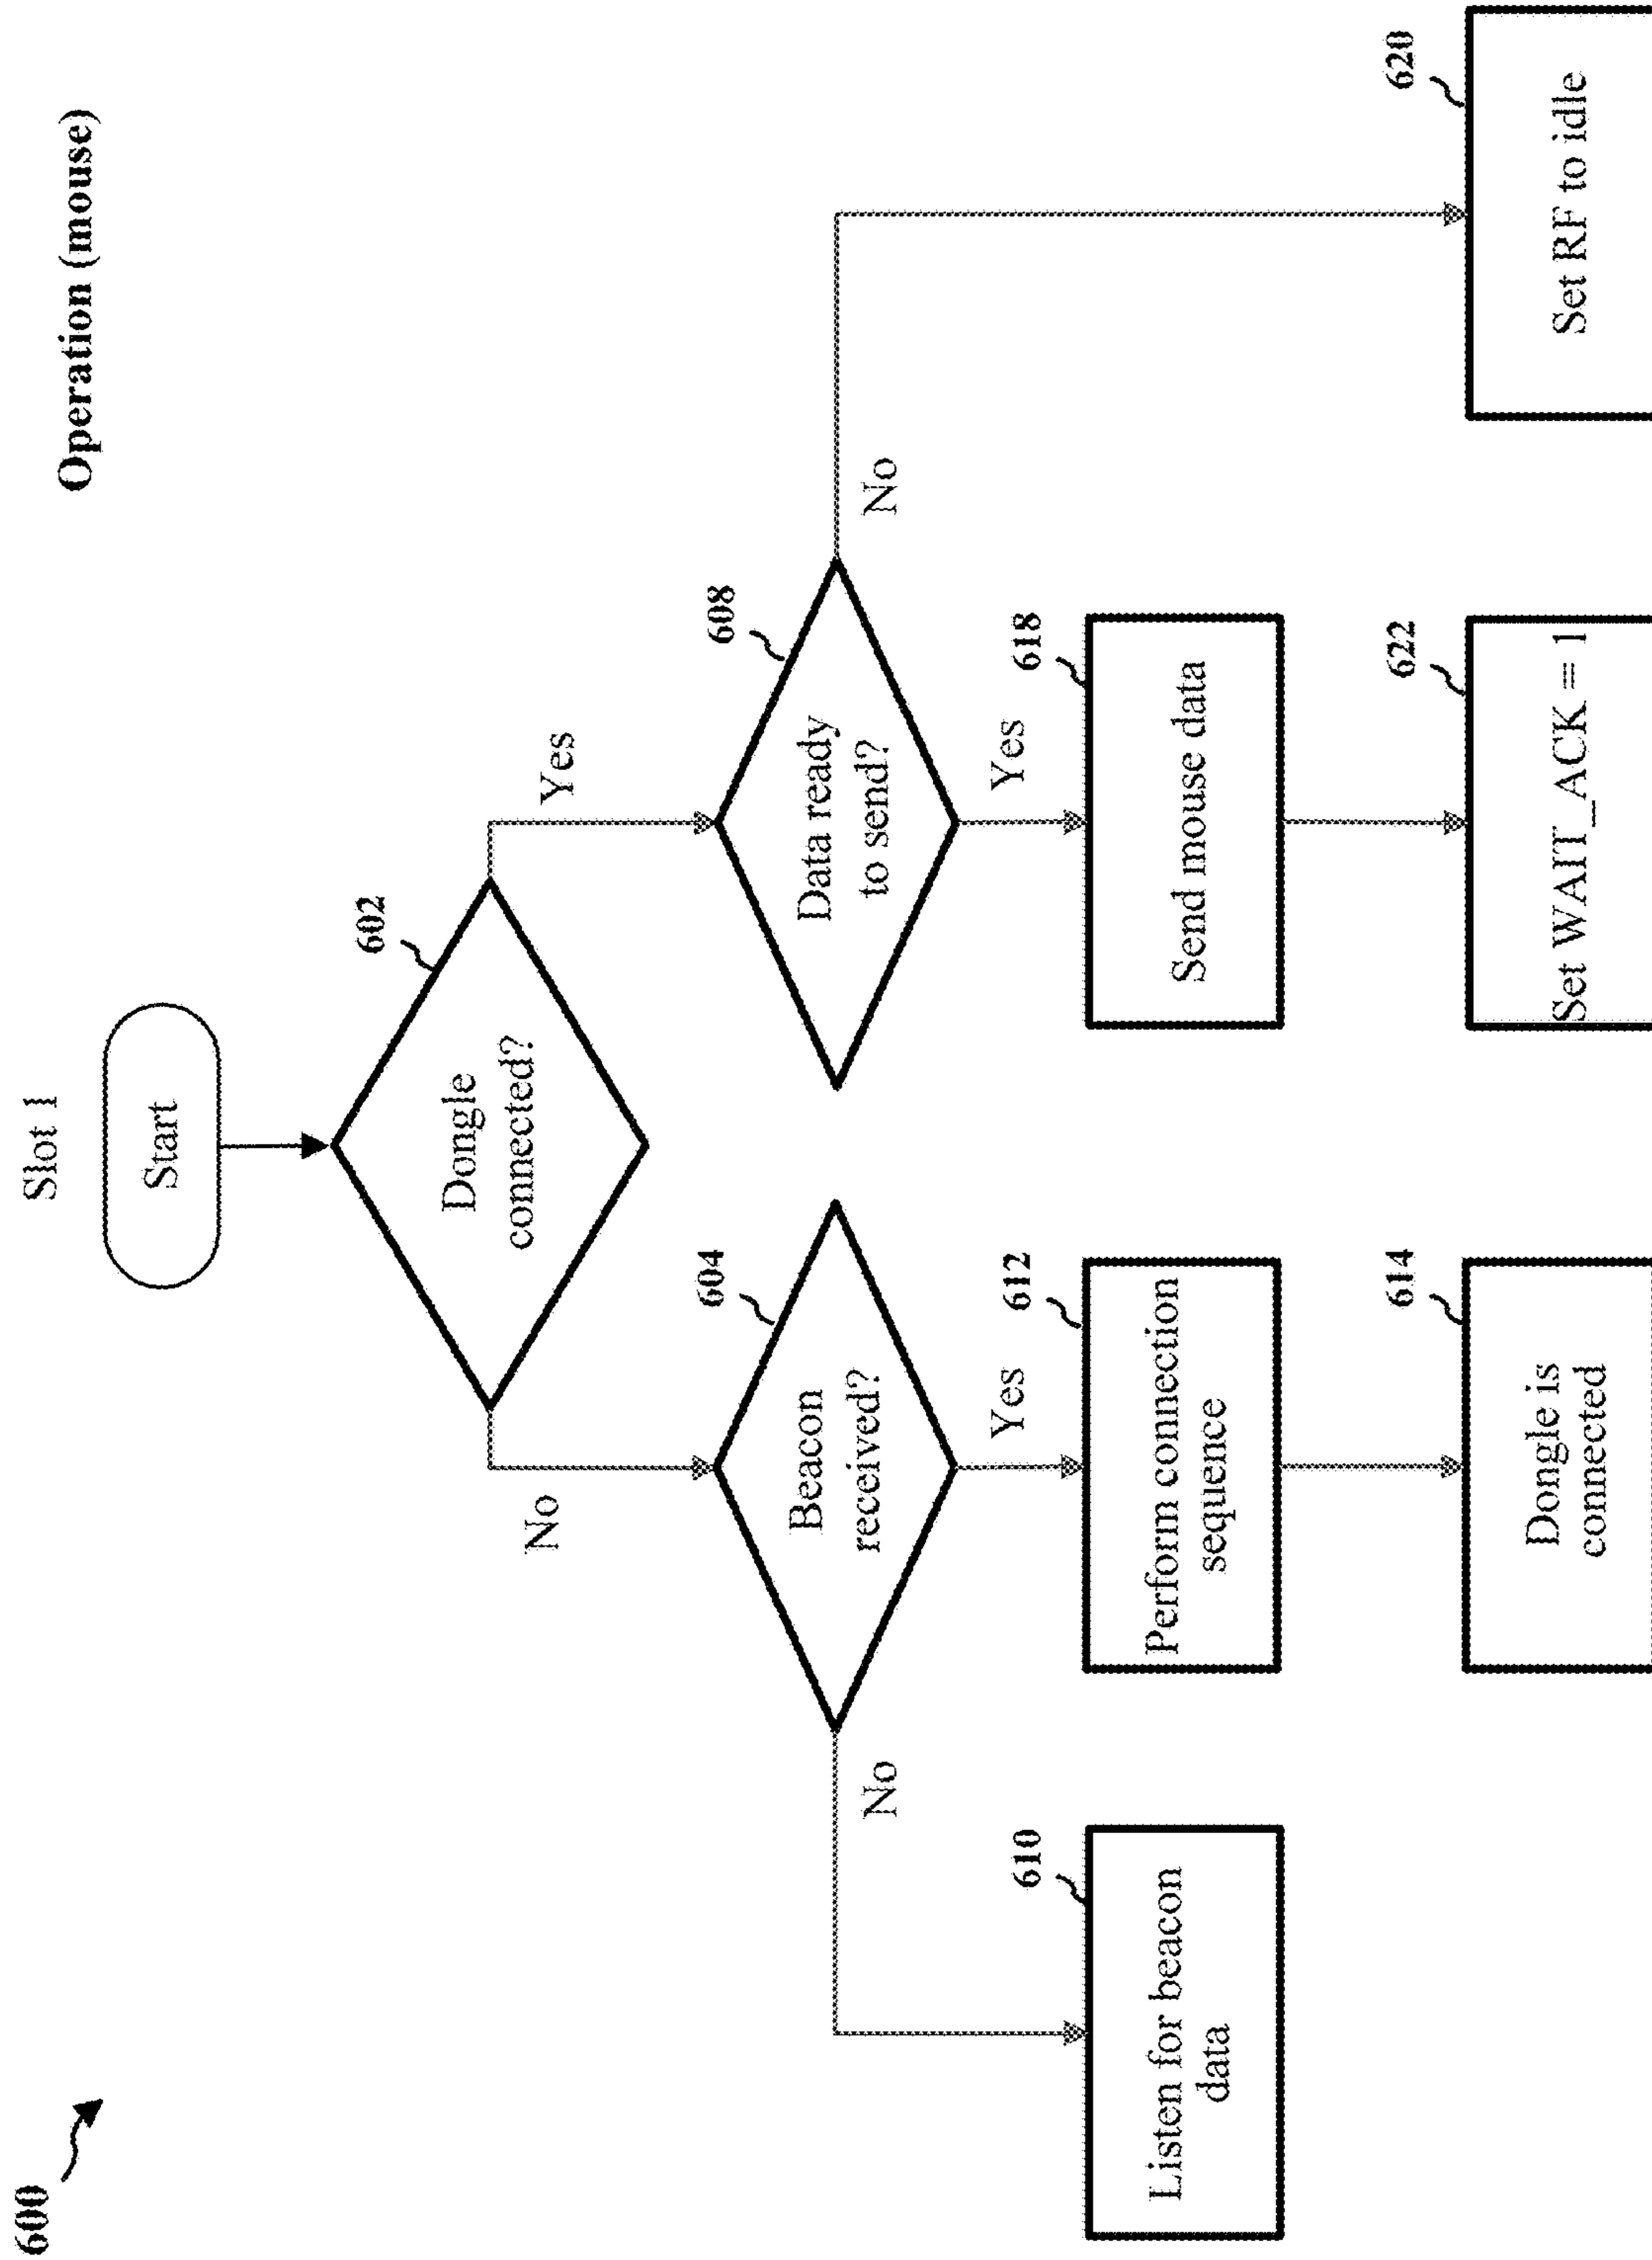 600
Operation (mouse)
Slot 1
Start
602
Dongle
connected?
No
Yes
604
Beacon
received?
608
Data ready
to send?
No
Yes
Yes
No
610
Listen for beacon
data
612
Perform connection
sequence
618
Send mouse data
614
Dongle is
connected
622
Set WAIT_ACK = 1
620
Set RF to idle